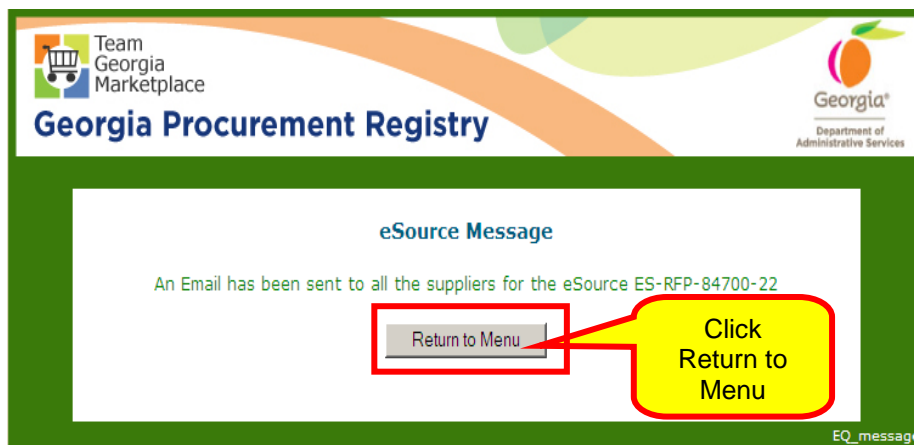 Team
Georgia
Marketplace
Georgia Procurement Registry
Georgia®
Department of
Administrative Services
eSource Message
An Email has been sent to all the suppliers for the eSource ES-RFP-84700-22
Return to Menu
Click
Return to
Menu
EQ_message